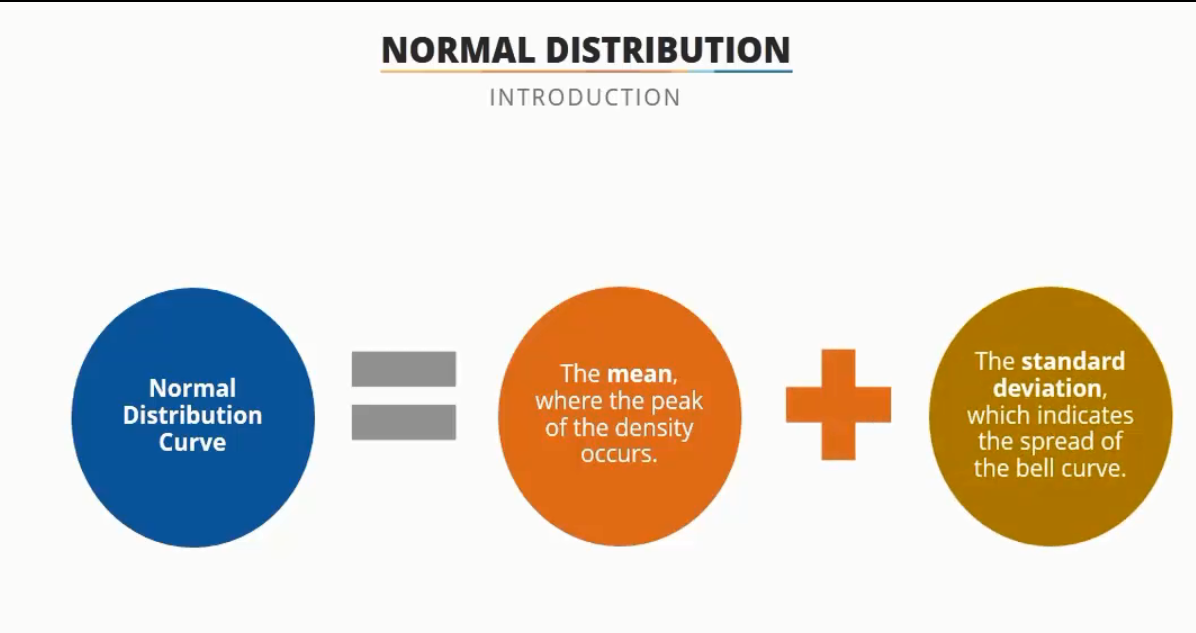 NORMAL DISTRIBUTION
INTRODUCTION
Normal
Distribution
Curve
The mean,
where the peak
of the density
occurs.
The standard
deviation,
which indicates
the spread of
the bell curve.